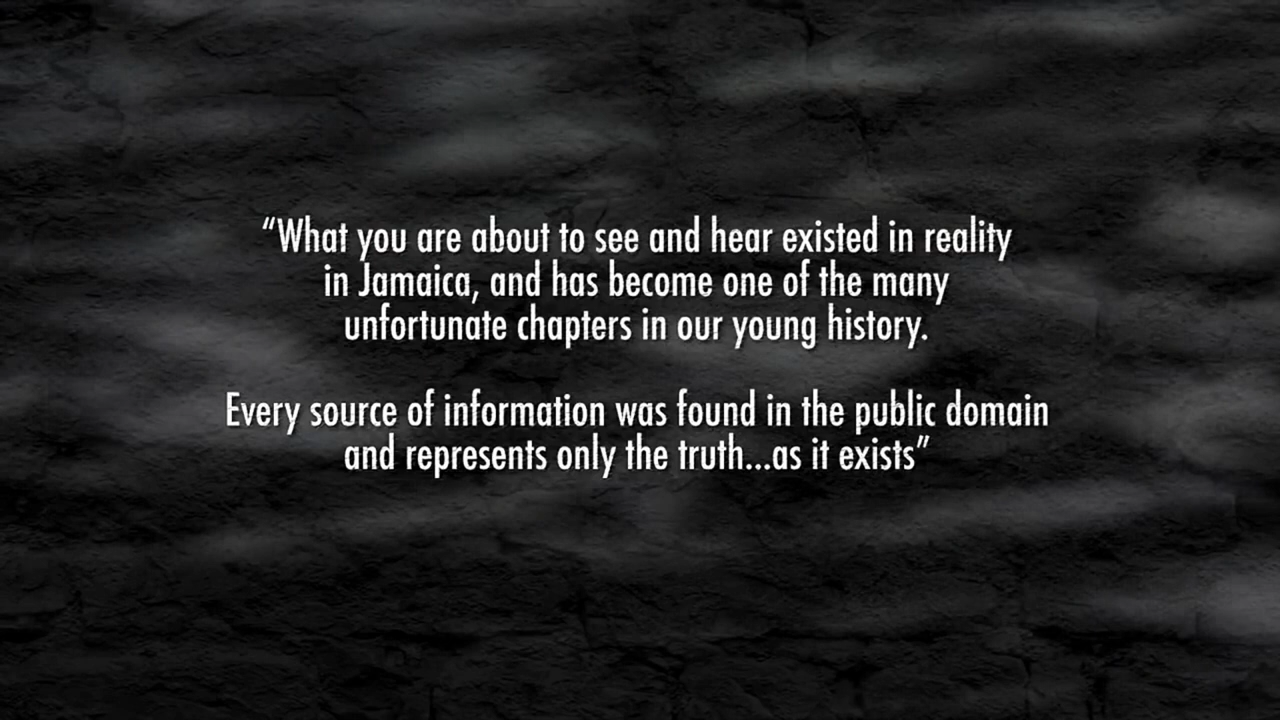 “What you are about to see and hear existed in reality
in Jamaica, and has become one of the many
unfortunate chapters in our young history.
Every source of information was found in the public domain
and represents only the truth...as it exists”